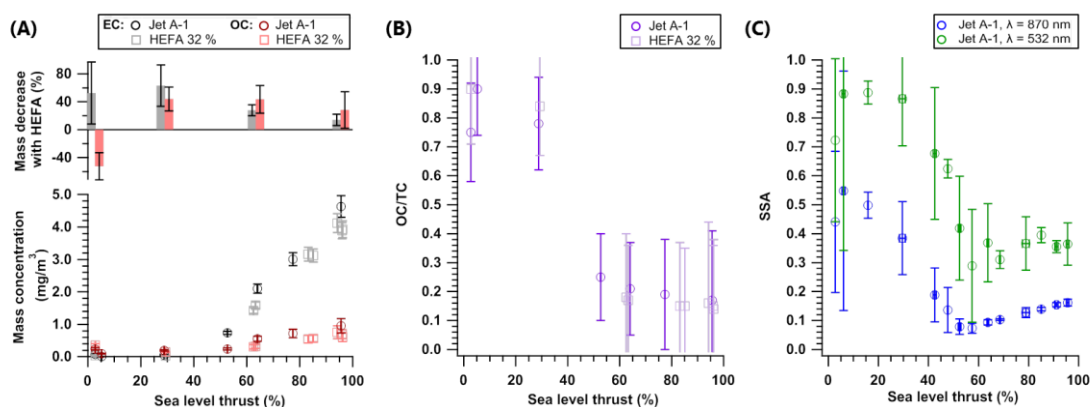 (A)
EC: Jet A-1 OC: Jet A-1
HEFA 32 % HEFA 32 %
80
40
0
-40
Mass decrease
with HEFA (%)
5.0
4.0
3.0
2.0
1.0
0.0
Mass concentration
(mg/m³)
0 20 40 60 80 100
Sea level thrust (%)
(B)
Jet A-1
HEFA 32 %
1.0
0.9
0.8
0.7
0.6
0.5
0.4
0.3
0.2
0.1
0.0
OC/TC
0 20 40 60 80 100
Sea level thrust (%)
(C)
Jet A-1, λ = 870 nm
Jet A-1, λ = 532 nm
1.0
0.9
0.8
0.7
0.6
0.5
0.4
0.3
0.2
0.1
0.0
SSA
0 20 40 60 80 100
Sea level thrust (%)